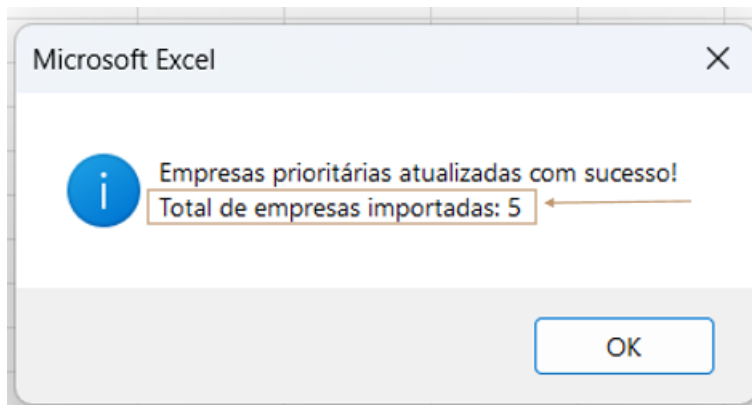 Microsoft Excel
Empresas prioritárias atualizadas com sucesso!
Total de empresas importadas: 5
OK